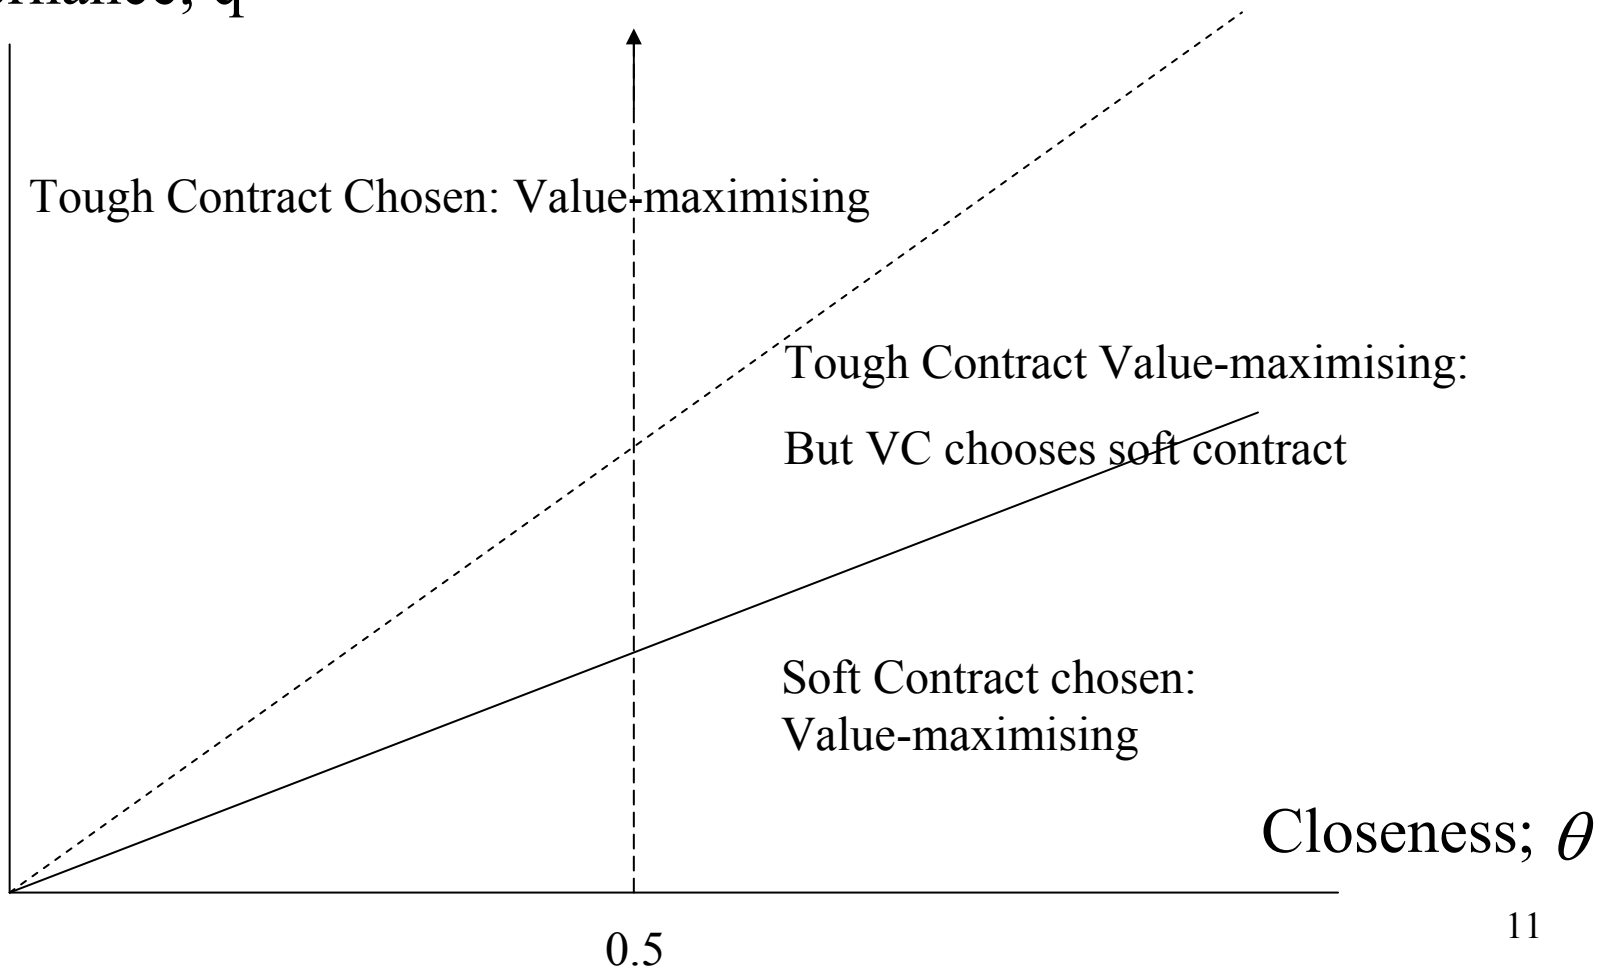 q
Tough Contract Chosen: Value-maximising
Tough Contract Value-maximising:
But VC chooses soft contract
Soft Contract chosen:
Value-maximising
Closeness; θ
0.5
11